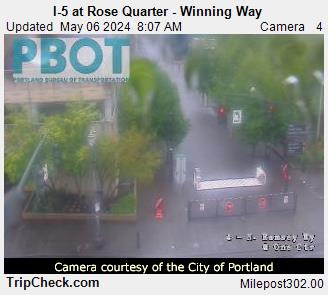 I-5 at Rose Quarter - Winning Way
Updated May 06 2024 8:07 AM Camera 4
PBOT
PORTLAND BUREAU OF TRANSPORTATION
Camera courtesy of the City of Portland
TripCheck.com Milepost302.00